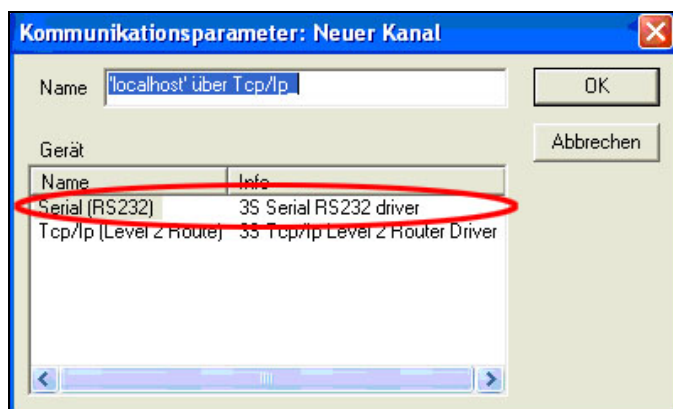 Kommunikationsparameter: Neuer Kanal
Name 'localhost' über Tcp/Ip_ OK
Abbrechen
Gerät
Name Info
Serial (RS232) 3S Serial RS232 driver
Tcp/Ip (Level 2 Route) 3S Tcp/Ip Level 2 Router Driver